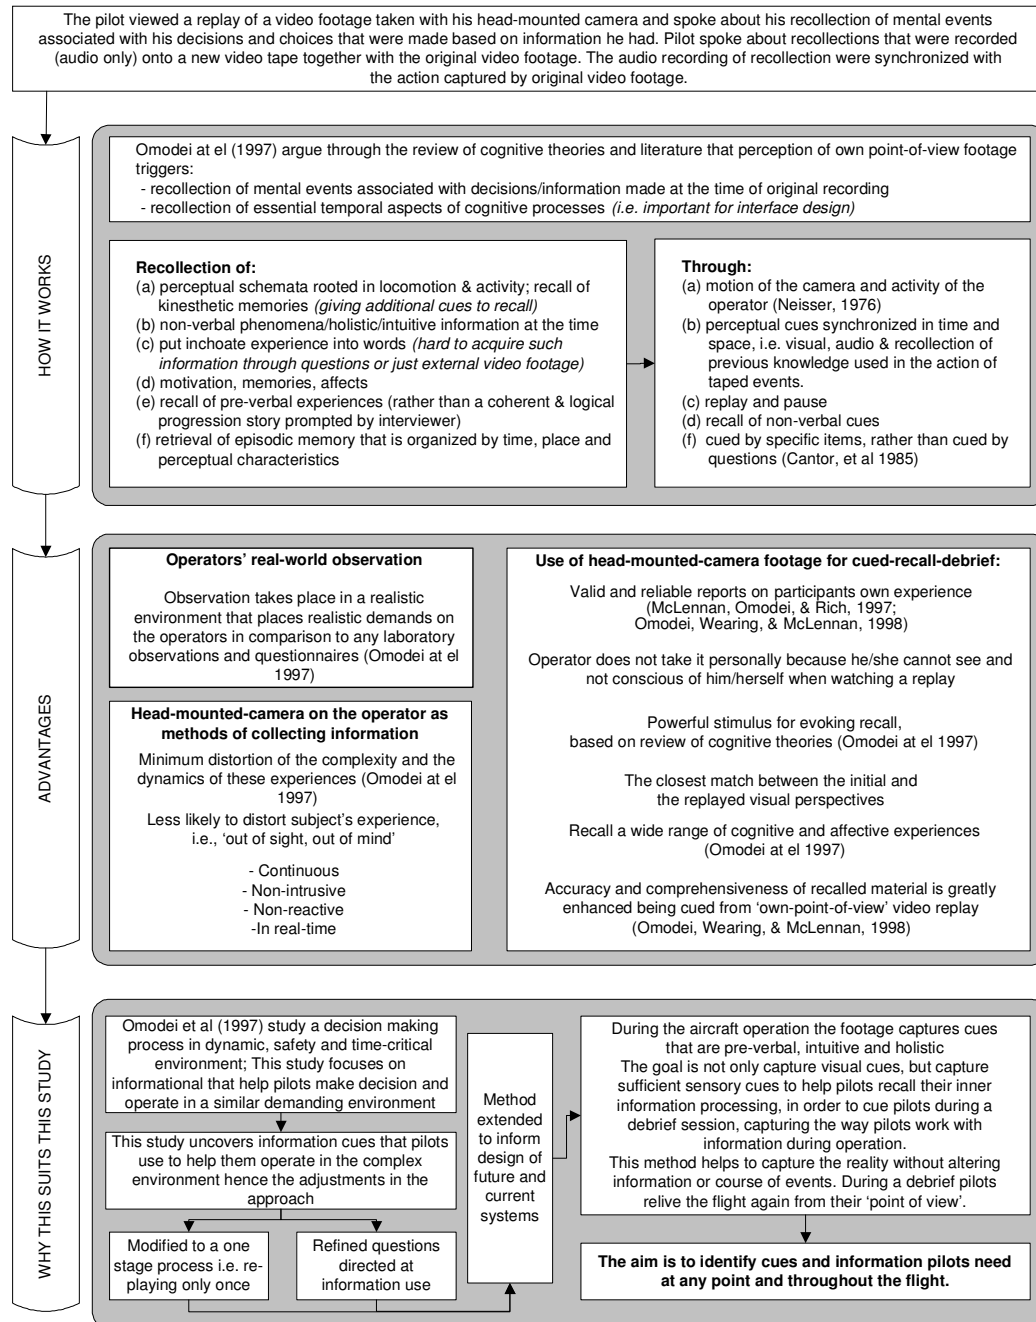 The pilot viewed a replay of a video footage taken with his head-mounted camera and spoke about his recollection of mental events
associated with his decisions and choices that were made based on information he had. Pilot spoke about recollections that were recorded
(audio only) onto a new video tape together with the original video footage. The audio recording of recollection were synchronized with
the action captured by original video footage.
HOW IT WORKS
Omodei at el (1997) argue through the review of cognitive theories and literature that perception of own point-of-view footage
triggers:
- recollection of mental events associated with decisions/information made at the time of original recording
- recollection of essential temporal aspects of cognitive processes (i.e. important for interface design)
Recollection of:
(a) perceptual schemata rooted in locomotion & activity; recall of
kinesthetic memories (giving additional cues to recall)
(b) non-verbal phenomena/holistic/intuitive information at the time
(c) put inchoate experience into words (hard to acquire such
information through questions or just external video footage)
(d) motivation, memories, affects
(e) recall of pre-verbal experiences (rather than a coherent & logical
progression story prompted by interviewer)
(f) retrieval of episodic memory that is organized by time, place and
perceptual characteristics
Through:
(a) motion of the camera and activity of the
operator (Neisser, 1976)
(b) perceptual cues synchronized in time and
space, i.e. visual, audio & recollection of
previous knowledge used in the action of
taped events.
(c) replay and pause
(d) recall of non-verbal cues
(f) cued by specific items, rather than cued by
questions (Cantor, et al 1985)
ADVANTAGES
Operators' real-world observation
Observation takes place in a realistic
environment that places realistic demands on
the operators in comparison to any laboratory
observations and questionnaires (Omodei at el
1997)
Head-mounted-camera on the operator as
methods of collecting information
Minimum distortion of the complexity and the
dynamics of these experiences (Omodei at el
1997)
Less likely to distort subject's experience,
i.e., 'out of sight, out of mind'
- Continuous
- Non-intrusive
- Non-reactive
-In real-time
Use of head-mounted-camera footage for cued-recall-debrief:
Valid and reliable reports on participants own experience
(McLennan, Omodei, & Rich, 1997;
Omodei, Wearing, & McLennan, 1998)
Operator does not take it personally because he/she cannot see and
not conscious of him/herself when watching a replay
Powerful stimulus for evoking recall,
based on review of cognitive theories (Omodei at el 1997)
The closest match between the initial and
the replayed visual perspectives
Recall a wide range of cognitive and affective experiences
(Omodei at el 1997)
Accuracy and comprehensiveness of recalled material is greatly
enhanced being cued from 'own-point-of-view' video replay
(Omodei, Wearing, & McLennan, 1998)
WHY THIS SUITS THIS STUDY
Omodei et al (1997) study a decision making
process in dynamic, safety and time-critical
environment; This study focuses on
informational that help pilots make decision and
operate in a similar demanding environment
This study uncovers information cues that pilots
use to help them operate in the complex
environment hence the adjustments in the
approach
Modified to a one
stage process i.e. re-
playing only once
Refined questions
directed at
information use
Method
extended
to inform
design of
future and
current
systems
During the aircraft operation the footage captures cues
that are pre-verbal, intuitive and holistic
The goal is not only capture visual cues, but capture
sufficient sensory cues to help pilots recall their inner
information processing, in order to cue pilots during a
debrief session, capturing the way pilots work with
information during operation.
This method helps to capture the reality without altering
information or course of events. During a debrief pilots
relive the flight again from their 'point of view'.
The aim is to identify cues and information pilots need
at any point and throughout the flight.